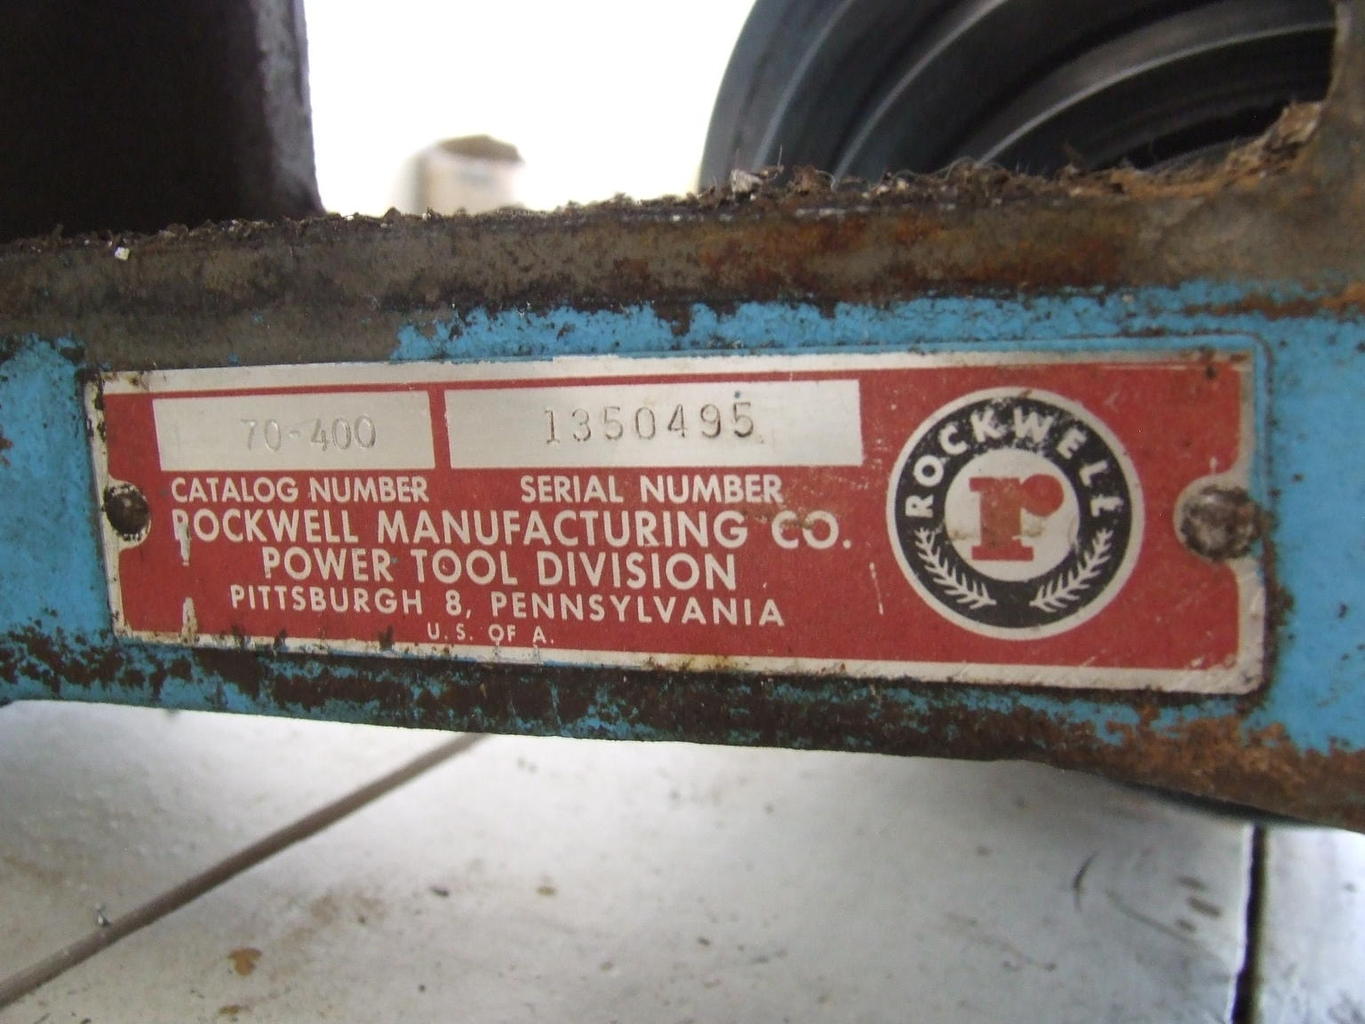 70-400 1350495
CATALOG NUMBER SERIAL NUMBER
ROCKWELL MANUFACTURING CO.
POWER TOOL DIVISION
PITTSBURGH 8, PENNSYLVANIA
U. S. OF A.
ROCKWELL
r